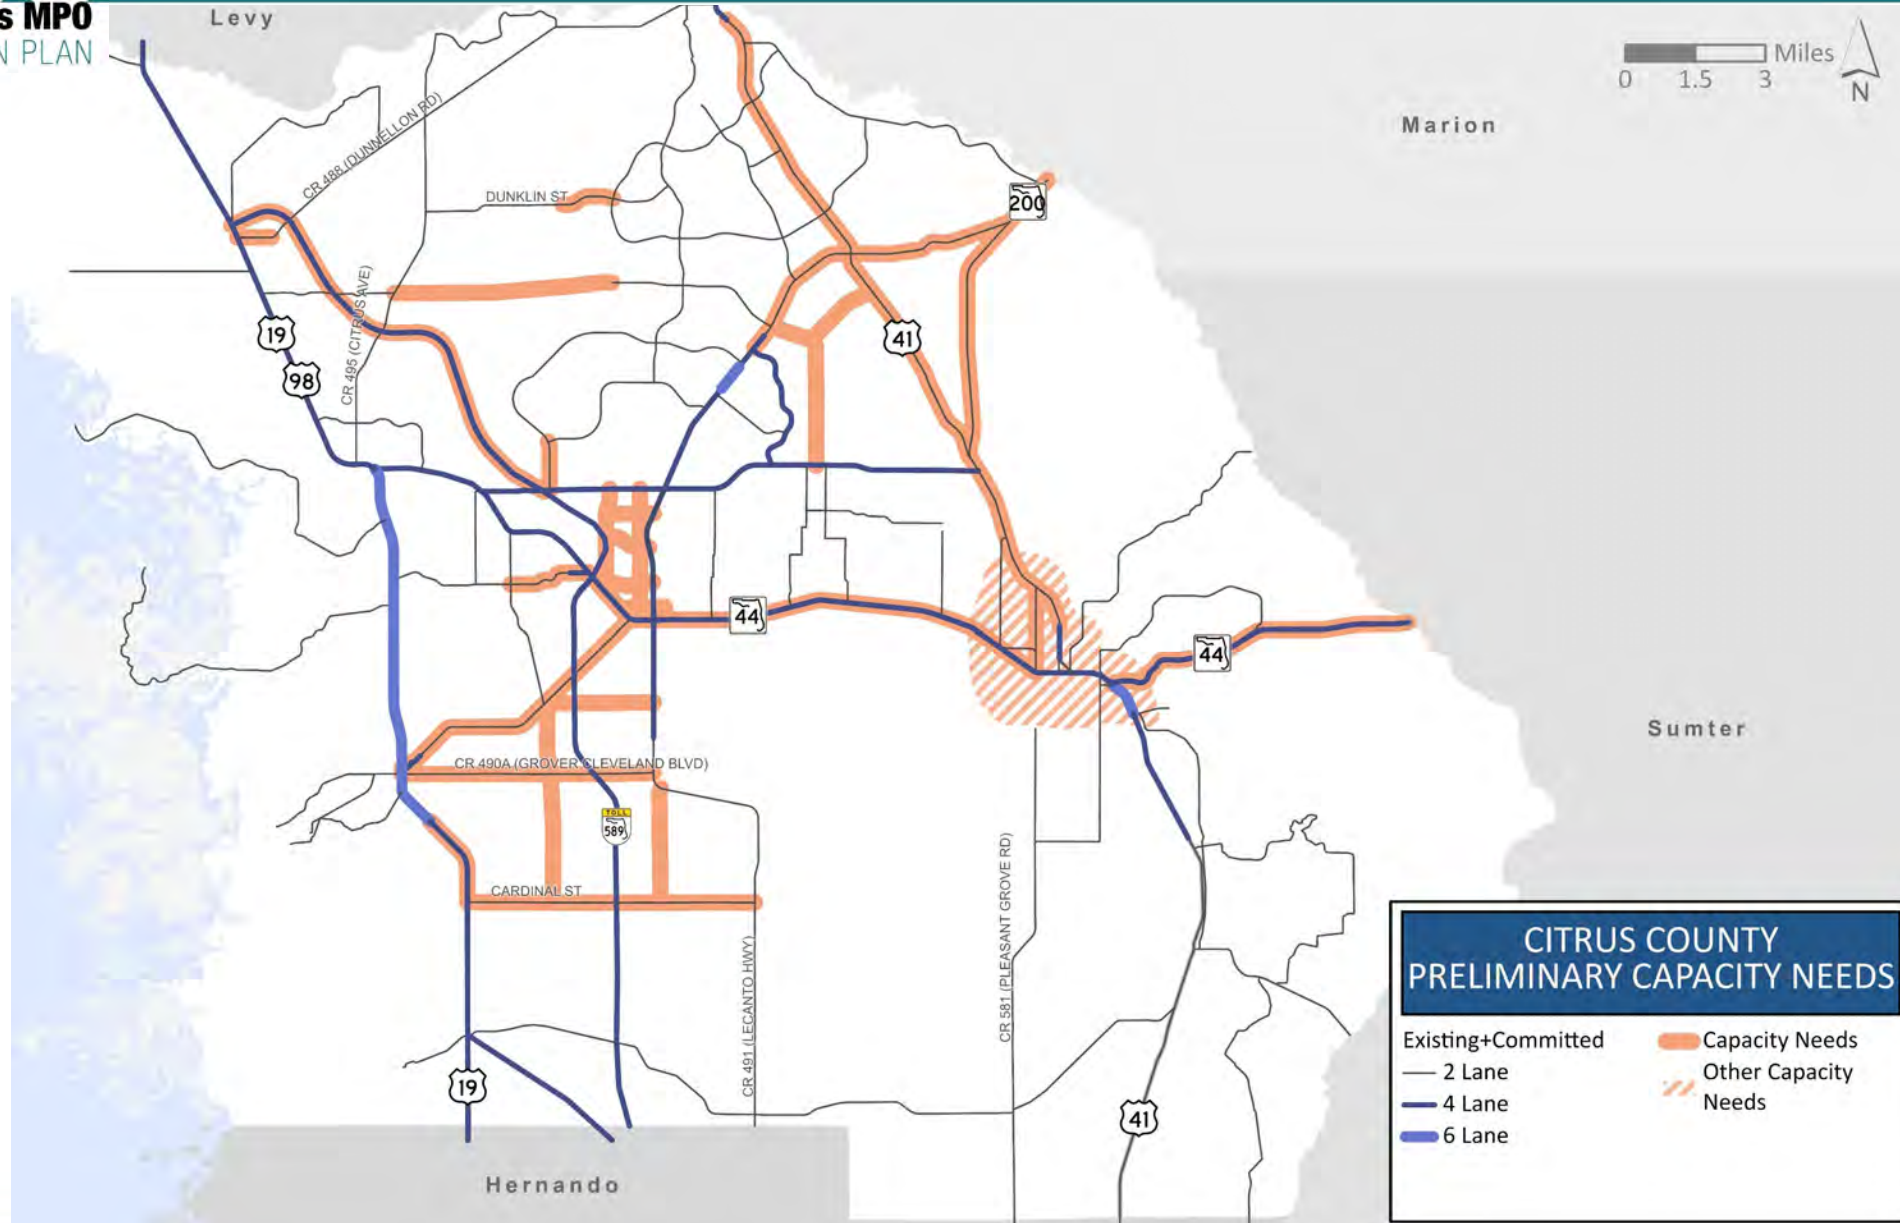 s MPO
N PLAN
Levy
Miles
0 1.5 3
N
Marion
CR 488 (DUNNELLON RD)
DUNKLIN ST
200
CR 495 (CITRUS AVE)
19
98
41
44
44
Sumter
CR 490A (GROVER CLEVELAND BLVD)
TOLL
589
CARDINAL ST
CR 491 (LECANTO HWY)
CR 581 (PLEASANT GROVE RD)
19
41
Hernando
CITRUS COUNTY
PRELIMINARY CAPACITY NEEDS
Existing+Committed
2 Lane
4 Lane
6 Lane
Capacity Needs
Other Capacity
Needs